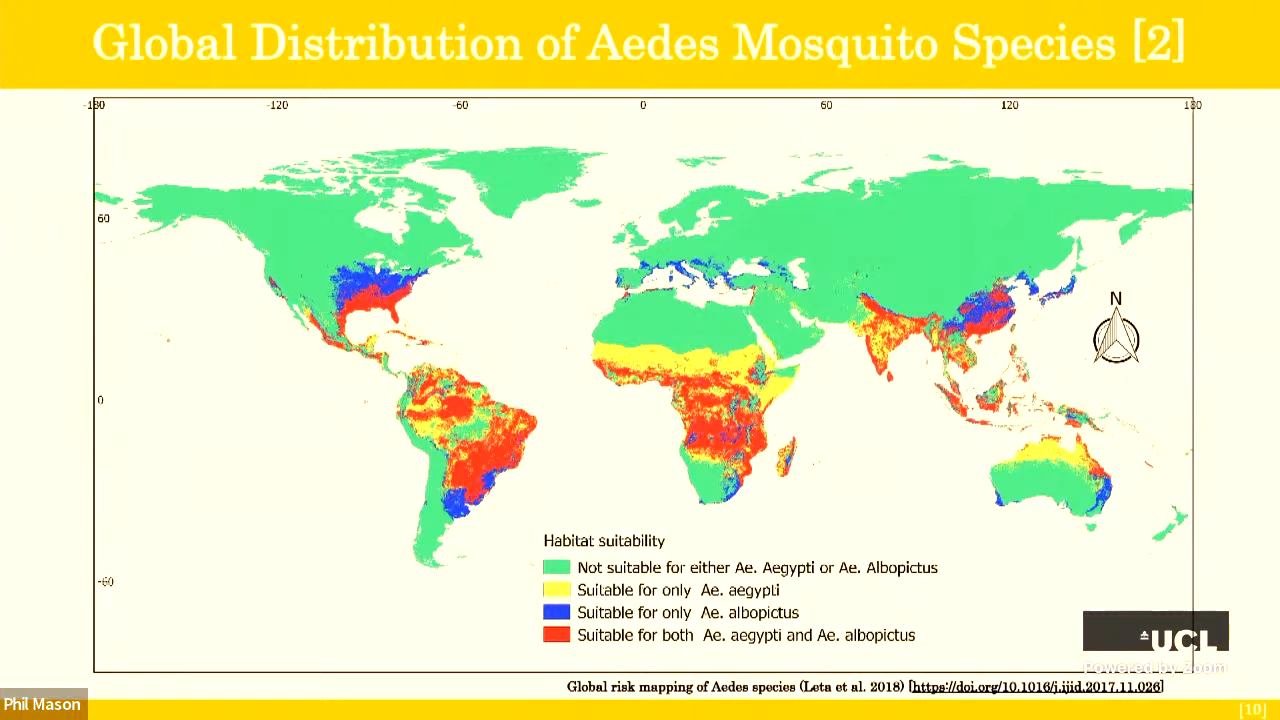 Global Distribution of Aedes Mosquito Species [2]
-180 -120 -60 0 60 120 180
60
N
0
Habitat suitability
Not suitable for either Ae. Aegypti or Ae. Albopictus
-60
Suitable for only Ae. aegypti
Suitable for only Ae. albopictus
Suitable for both Ae. aegypti and Ae. albopictus
UCL
Powered by Zoom
Global risk mapping of Aedes species (Leta et al. 2018) [https://doi.org/10.1016/j.ijid.2017.11.026]
Phil Mason
[10]